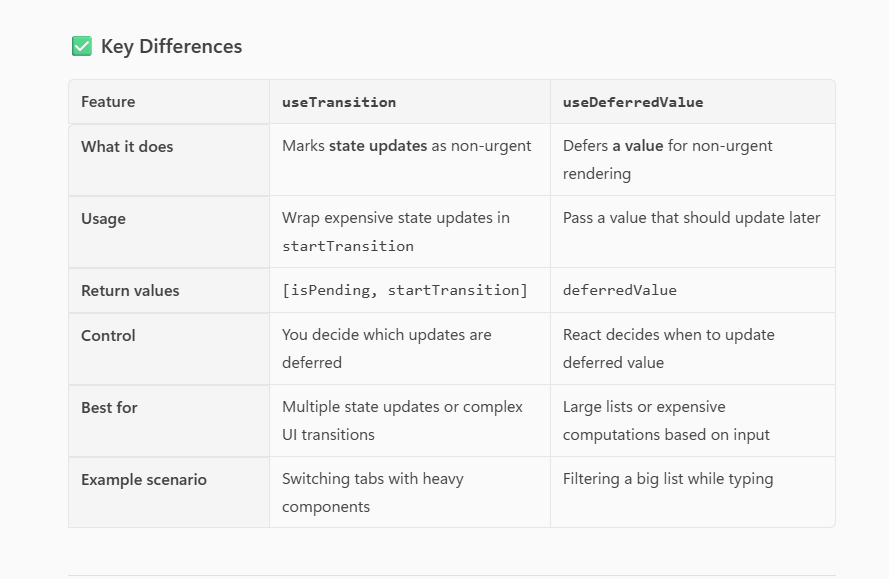 ✅ Key Differences
Feature
useTransition
useDeferredValue
What it does
Marks state updates as non-urgent
Defers a value for non-urgent
rendering
Usage
Wrap expensive state updates in
startTransition
Pass a value that should update later
Return values
[isPending, startTransition]
deferredValue
Control
You decide which updates are
deferred
React decides when to update
deferred value
Best for
Multiple state updates or complex
UI transitions
Large lists or expensive
computations based on input
Example scenario
Switching tabs with heavy
components
Filtering a big list while typing